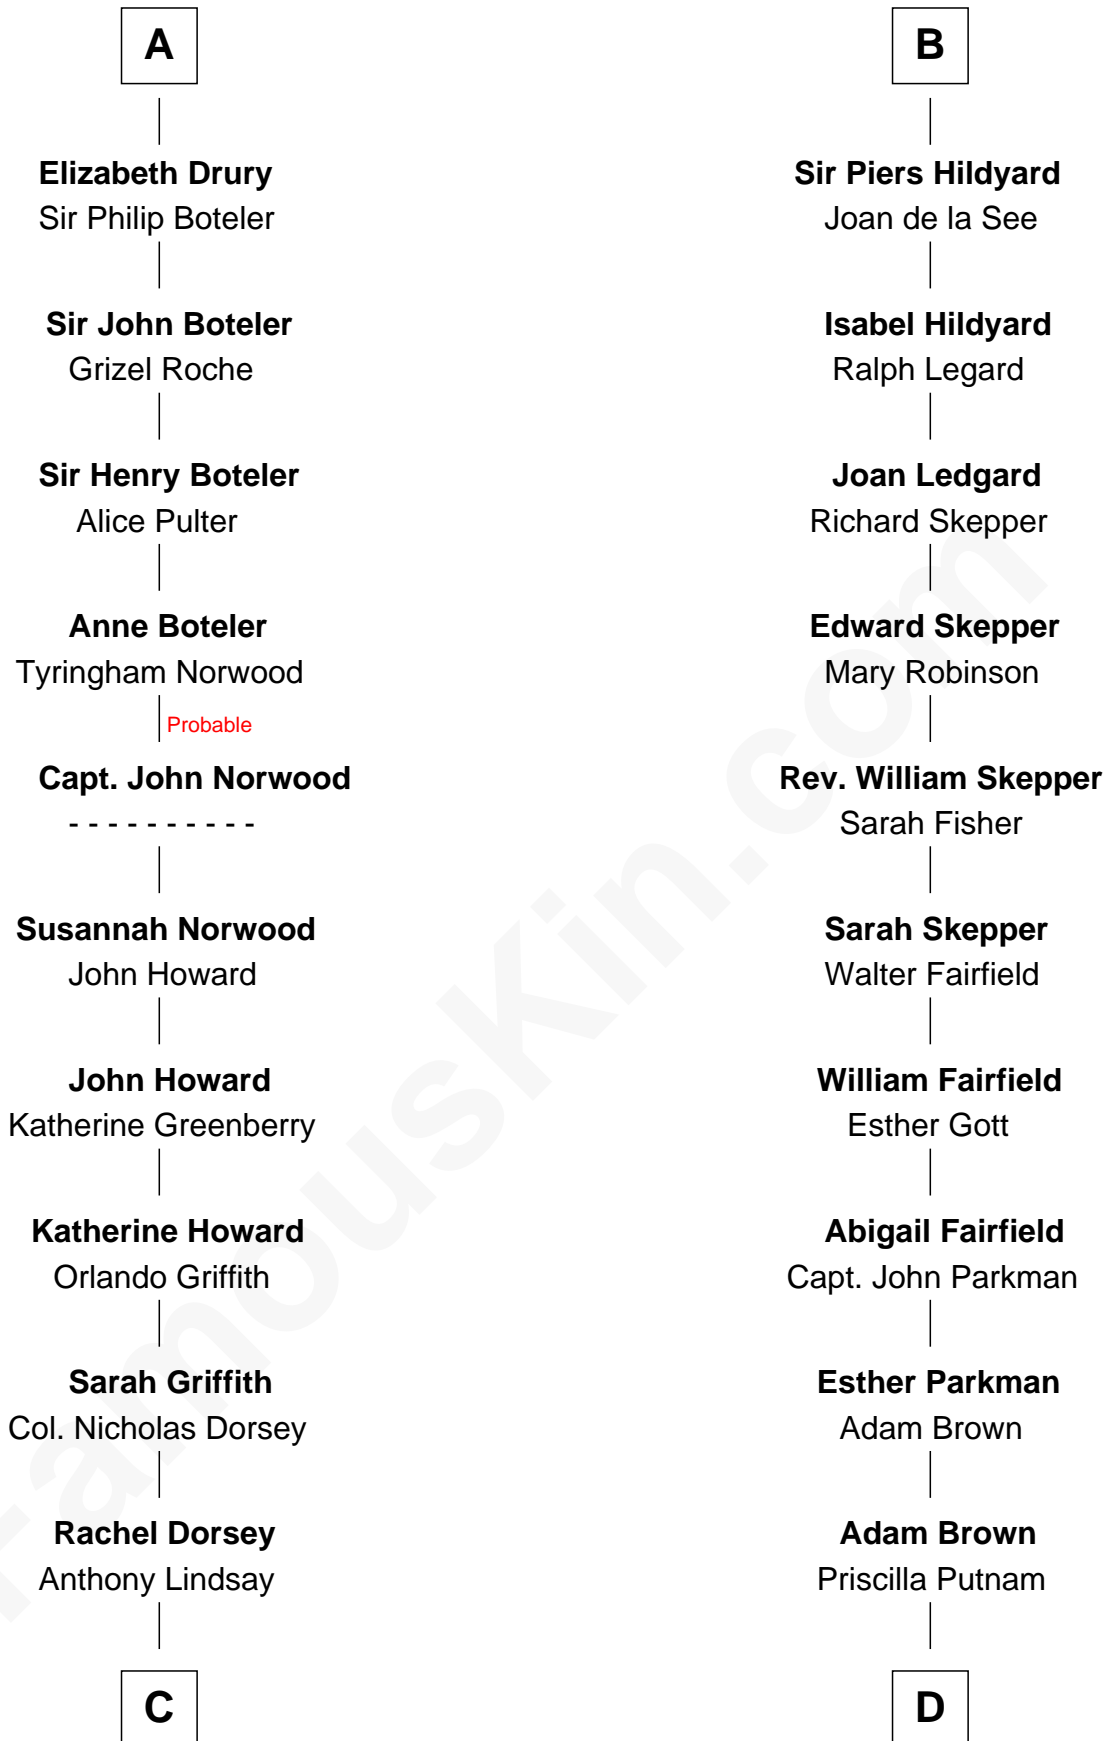 A
Elizabeth Drury
Sir Philip Boteler
Sir John Boteler
Grizel Roche
Sir Henry Boteler
Alice Pulter
Anne Boteler
Tyringham Norwood
Probable
Capt. John Norwood
- - - - - - - - - -
Susannah Norwood
John Howard
John Howard
Katherine Greenberry
Katherine Howard
Orlando Griffith
Sarah Griffith
Col. Nicholas Dorsey
Rachel Dorsey
Anthony Lindsay
C
B
Sir Piers Hildyard
Joan de la See
Isabel Hildyard
Ralph Legard
Joan Ledgard
Richard Skepper
Edward Skepper
Mary Robinson
Rev. William Skepper
Sarah Fisher
Sarah Skepper
Walter Fairfield
William Fairfield
Esther Gott
Abigail Fairfield
Capt. John Parkman
Esther Parkman
Adam Brown
Adam Brown
Priscilla Putnam
D
FamousKin.com